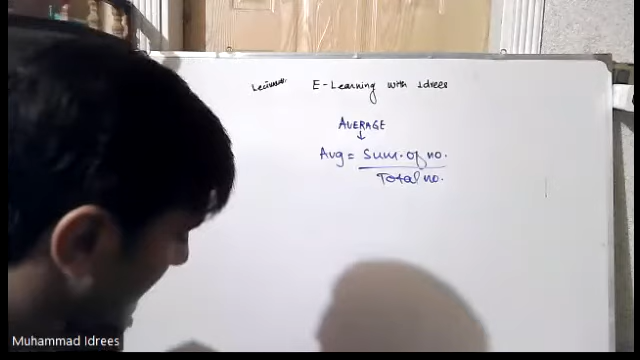 Lecture#. E-Learning with Idrees
AVERAGE
↓
Avg = Sum. of no.
Total no.
Muhammad Idrees